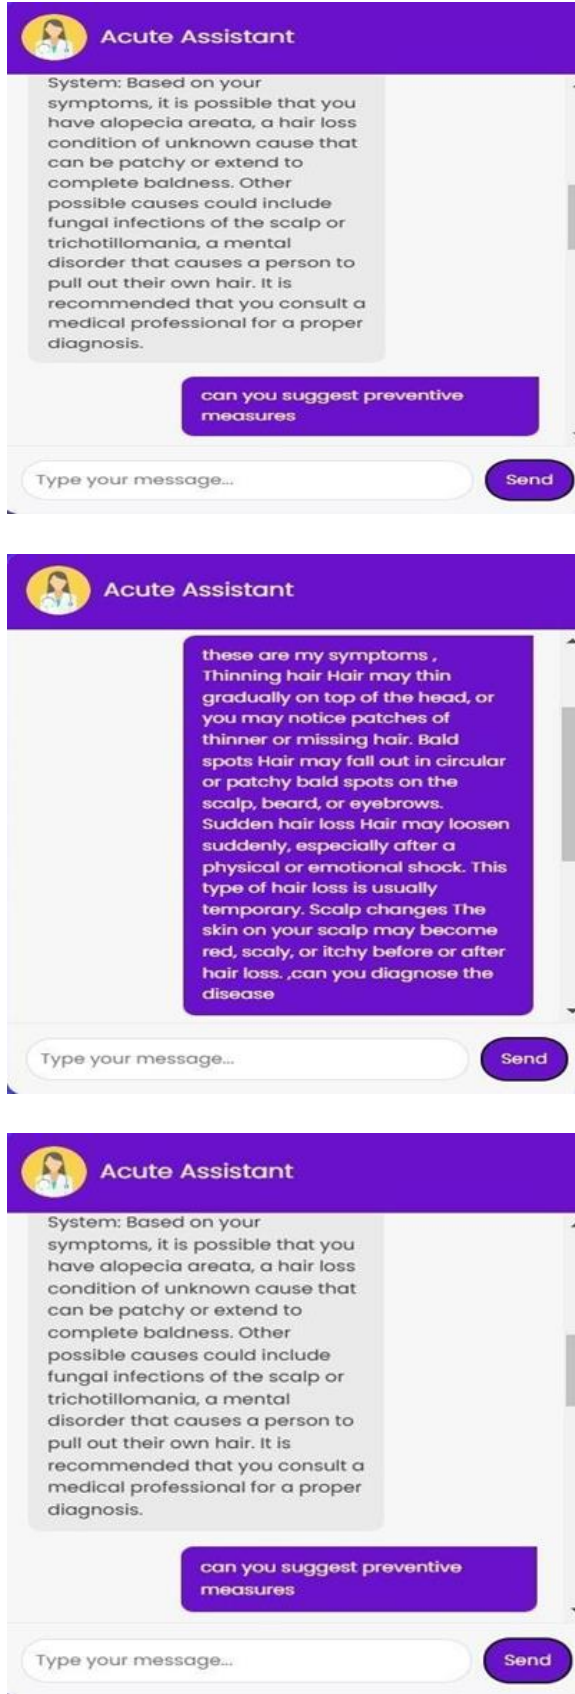 Acute Assistant
System: Based on your
symptoms, it is possible that you
have alopecia areata, a hair loss
condition of unknown cause that
can be patchy or extend to
complete baldness. Other
possible causes could include
fungal infections of the scalp or
trichotillomania, a mental
disorder that causes a person to
pull out their own hair. It is
recommended that you consult a
medical professional for a proper
diagnosis.
can you suggest preventive
measures
Type your message...
Send
Acute Assistant
these are my symptoms ,
Thinning hair Hair may thin
gradually on top of the head, or
you may notice patches of
thinner or missing hair. Bald
spots Hair may fall out in circular
or patchy bald spots on the
scalp, beard, or eyebrows.
Sudden hair loss Hair may loosen
suddenly, especially after a
physical or emotional shock. This
type of hair loss is usually
temporary. Scalp changes The
skin on your scalp may become
red, scaly, or itchy before or after
hair loss. ,can you diagnose the
disease
Type your message...
Send
Acute Assistant
System: Based on your
symptoms, it is possible that you
have alopecia areata, a hair loss
condition of unknown cause that
can be patchy or extend to
complete baldness. Other
possible causes could include
fungal infections of the scalp or
trichotillomania, a mental
disorder that causes a person to
pull out their own hair. It is
recommended that you consult a
medical professional for a proper
diagnosis.
can you suggest preventive
measures
Type your message...
Send